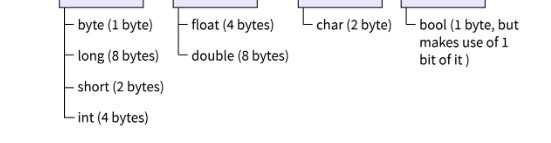 byte (1 byte)
long (8 bytes)
short (2 bytes)
int (4 bytes)
float (4 bytes)
double (8 bytes)
char (2 byte)
bool (1 byte, but
makes use of 1
bit of it )